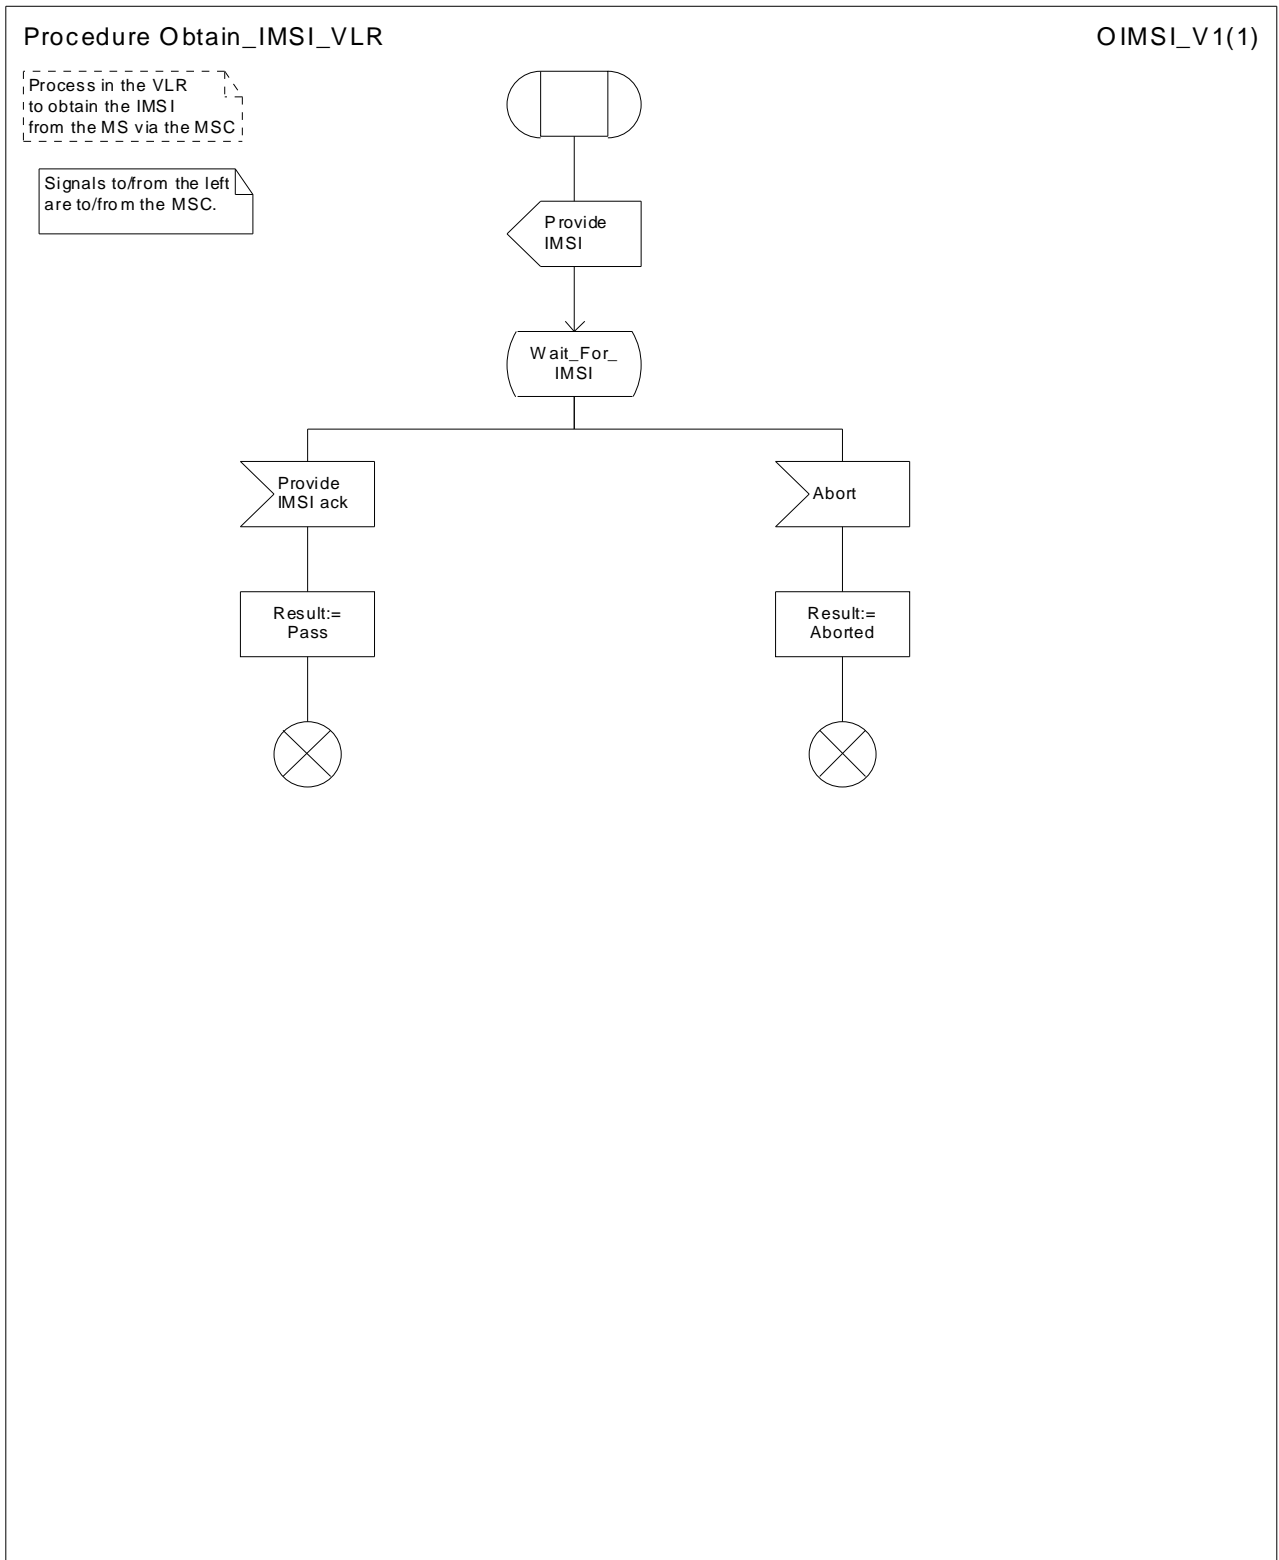 Procedure Obtain_IMSI_VLR
OIMSI_V1(1)
Process in the VLR
to obtain the IMSI
from the MS via the MSC
Signals to/from the left
are to/from the MSC.
Provide
IMSI
Wait_For_
IMSI
Provide
IMSI ack
Abort
Result:=
Pass
Result:=
Aborted